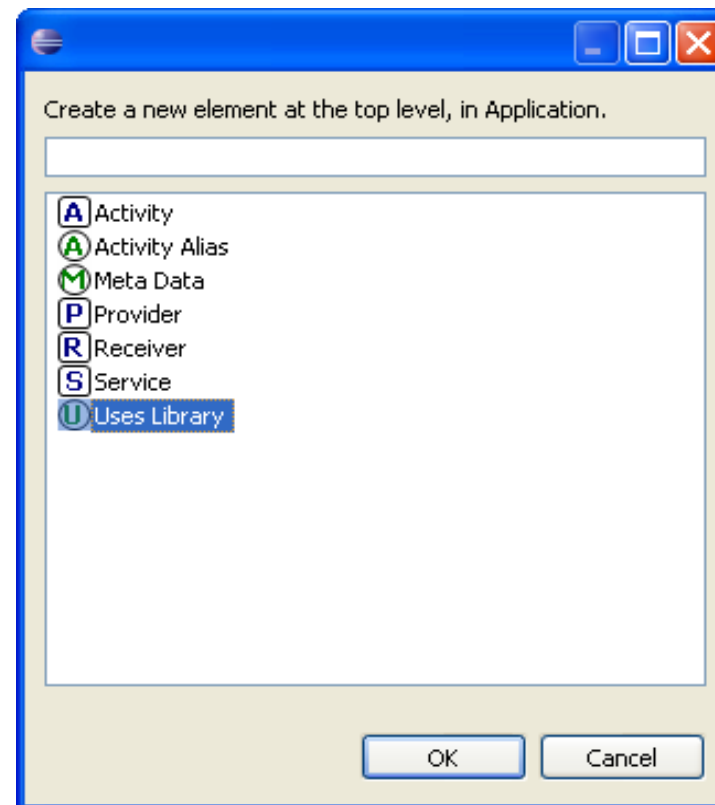 Create a new element at the top level, in Application.
A Activity
A Activity Alias
M Meta Data
P Provider
R Receiver
S Service
U Uses Library
OK Cancel